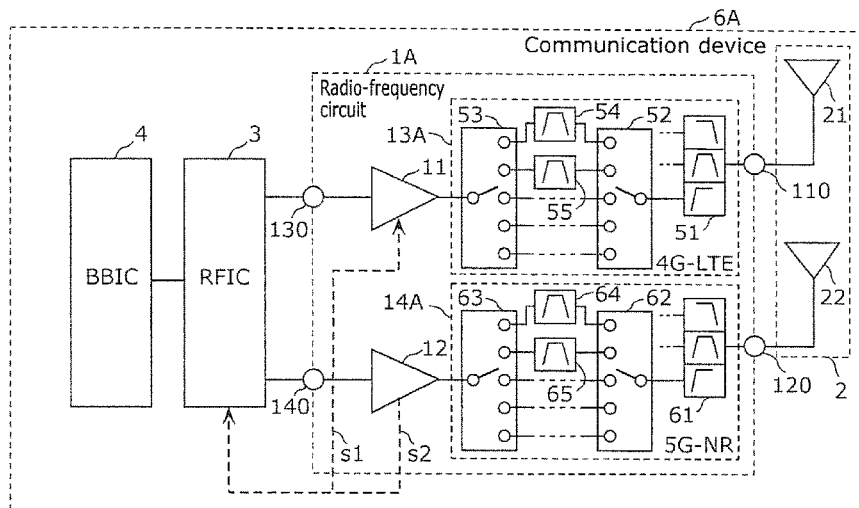 6A
Communication device
1A
Radio-frequency
circuit
53
54
52
21
13A
4
3
11
130
55
51
110
4G-LTE
BBIC
RFIC
22
14A
63
64
62
12
140
65
61
120
2
s1
s2
5G-NR